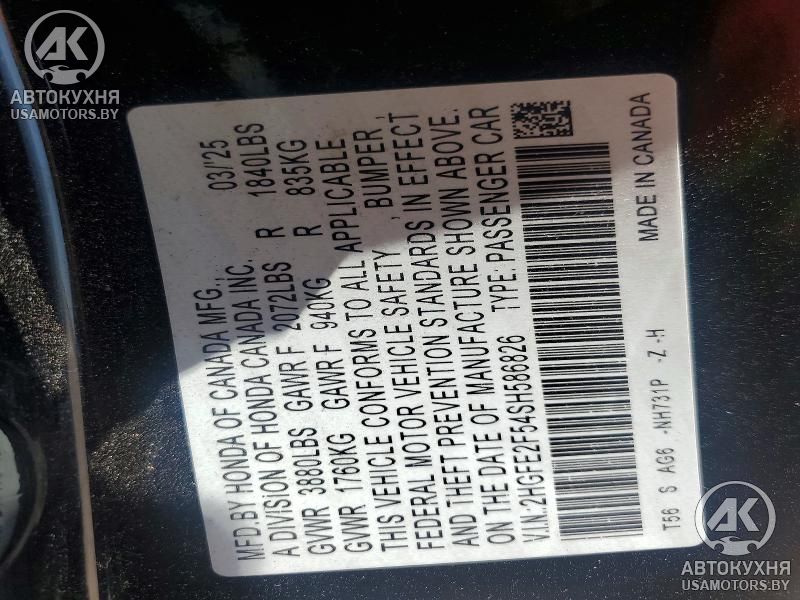 AK
АВТОКУХНЯ
USAMOTORS.BY
MFD.BY HONDA OF CANADA MFG., 03/'25
A DIVISION OF HONDA CANADA INC.
GVWR 3880LBS GAWR F 2072LBS R 1840LBS
GVWR 1760KG GAWR F 940KG R 835KG
THIS VEHICLE CONFORMS TO ALL APPLICABLE
FEDERAL MOTOR VEHICLE SAFETY , BUMPER ,
AND THEFT PREVENTION STANDARDS IN EFFECT
ON THE DATE OF MANUFACTURE SHOWN ABOVE.
V.I.N:2HGFE2F54SH586826 TYPE: PASSENGER CAR
T56 S AG6 -NH731P -Z -H MADE IN CANADA
AK
АВТОКУХНЯ
USAMOTORS.BY